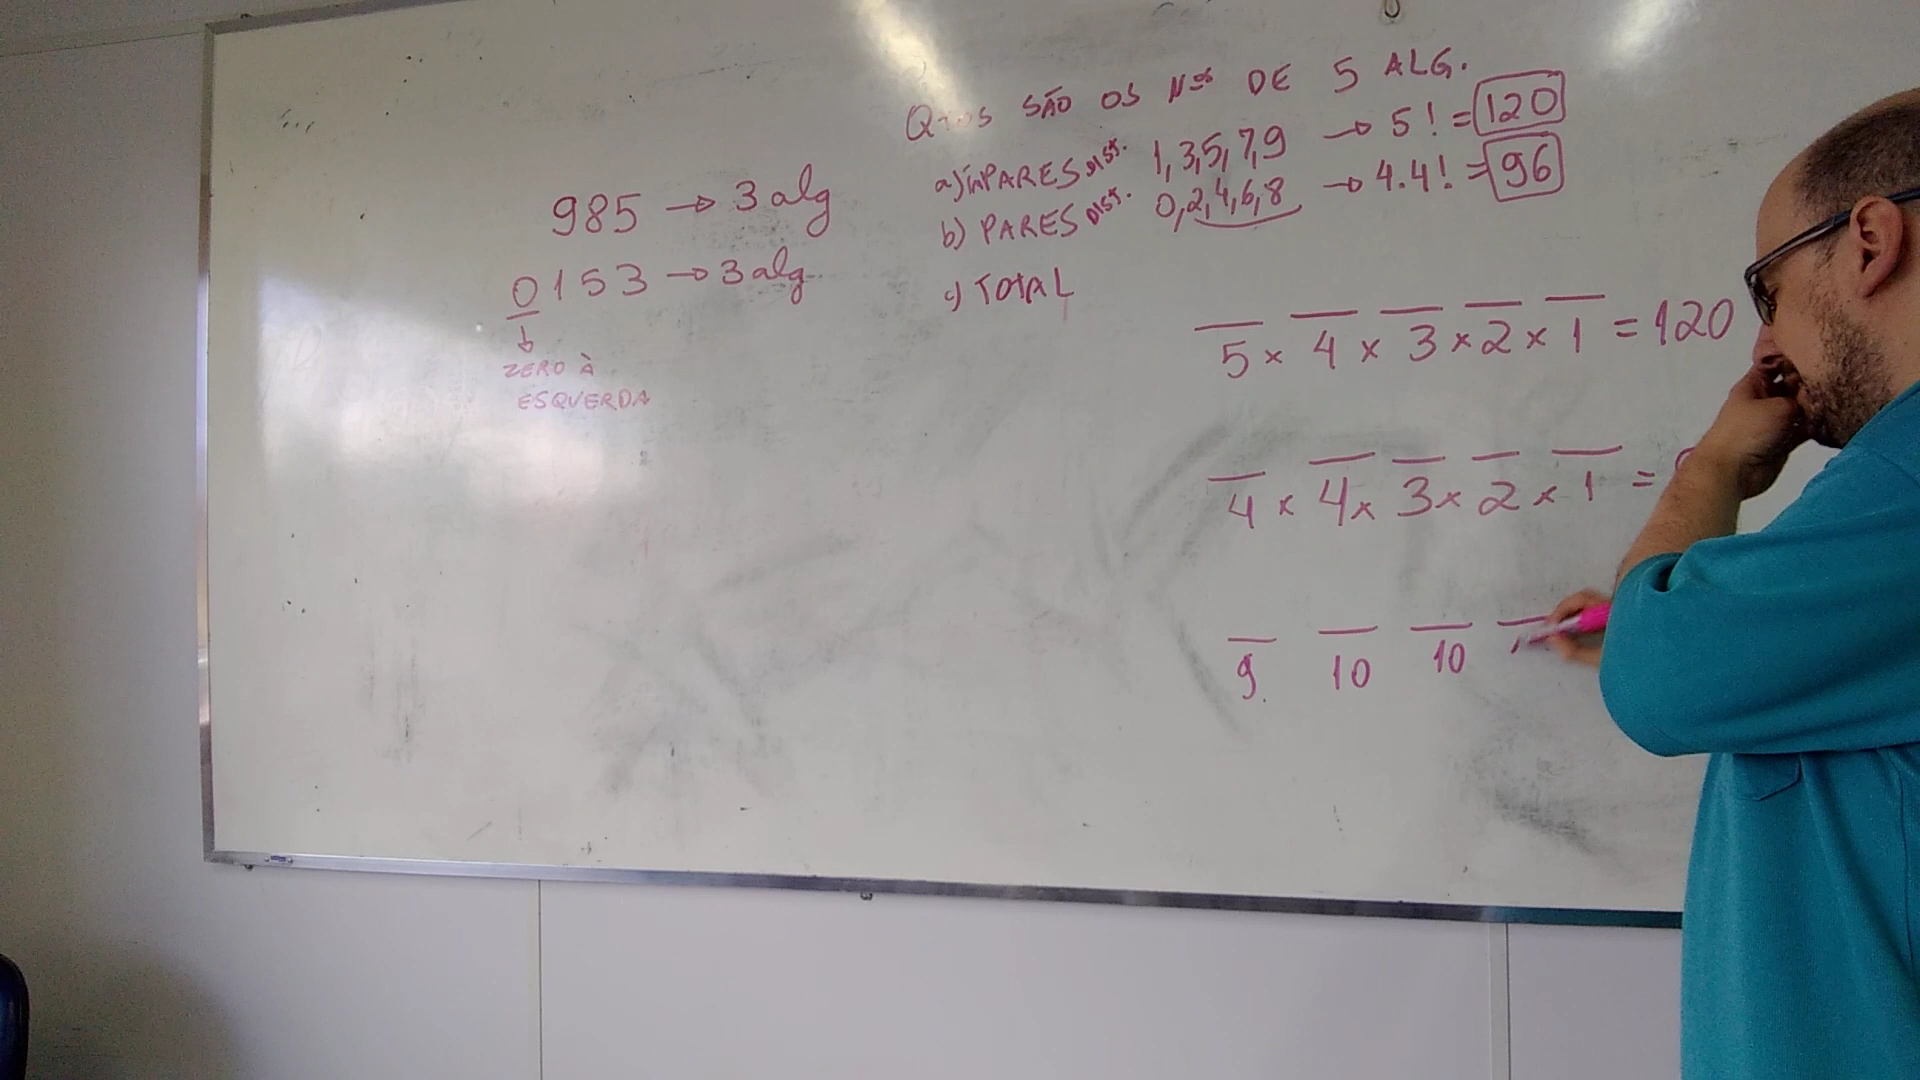 985 → 3 alg
0153 → 3 alg.
↓
ZERO À
ESQUERDA
SÃO OS Nºs DE 5 ALG.
a) ÍMPARES DIST. 1,3,5,7,9 → 5! = 120
b) PARES DIST. 0,2,4,6,8 → 4.4! = 96
c) TOTAL
5 × 4 × 3 × 2 × 1 = 120
4 × 4 × 3 × 2 × 1 =
9 10 10